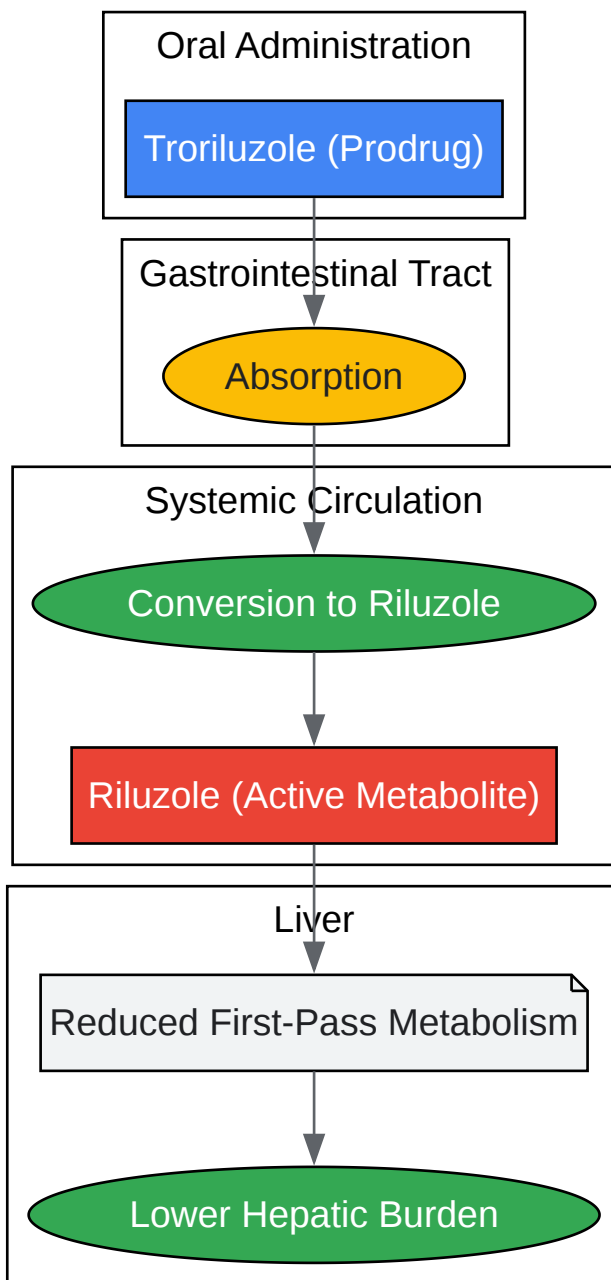 Oral Administration
Troriluzole (Prodrug)
Gastrointestinal Tract
Absorption
Systemic Circulation
Conversion to Riluzole
Riluzole (Active Metabolite)
Liver
Reduced First-Pass Metabolism
Lower Hepatic Burden